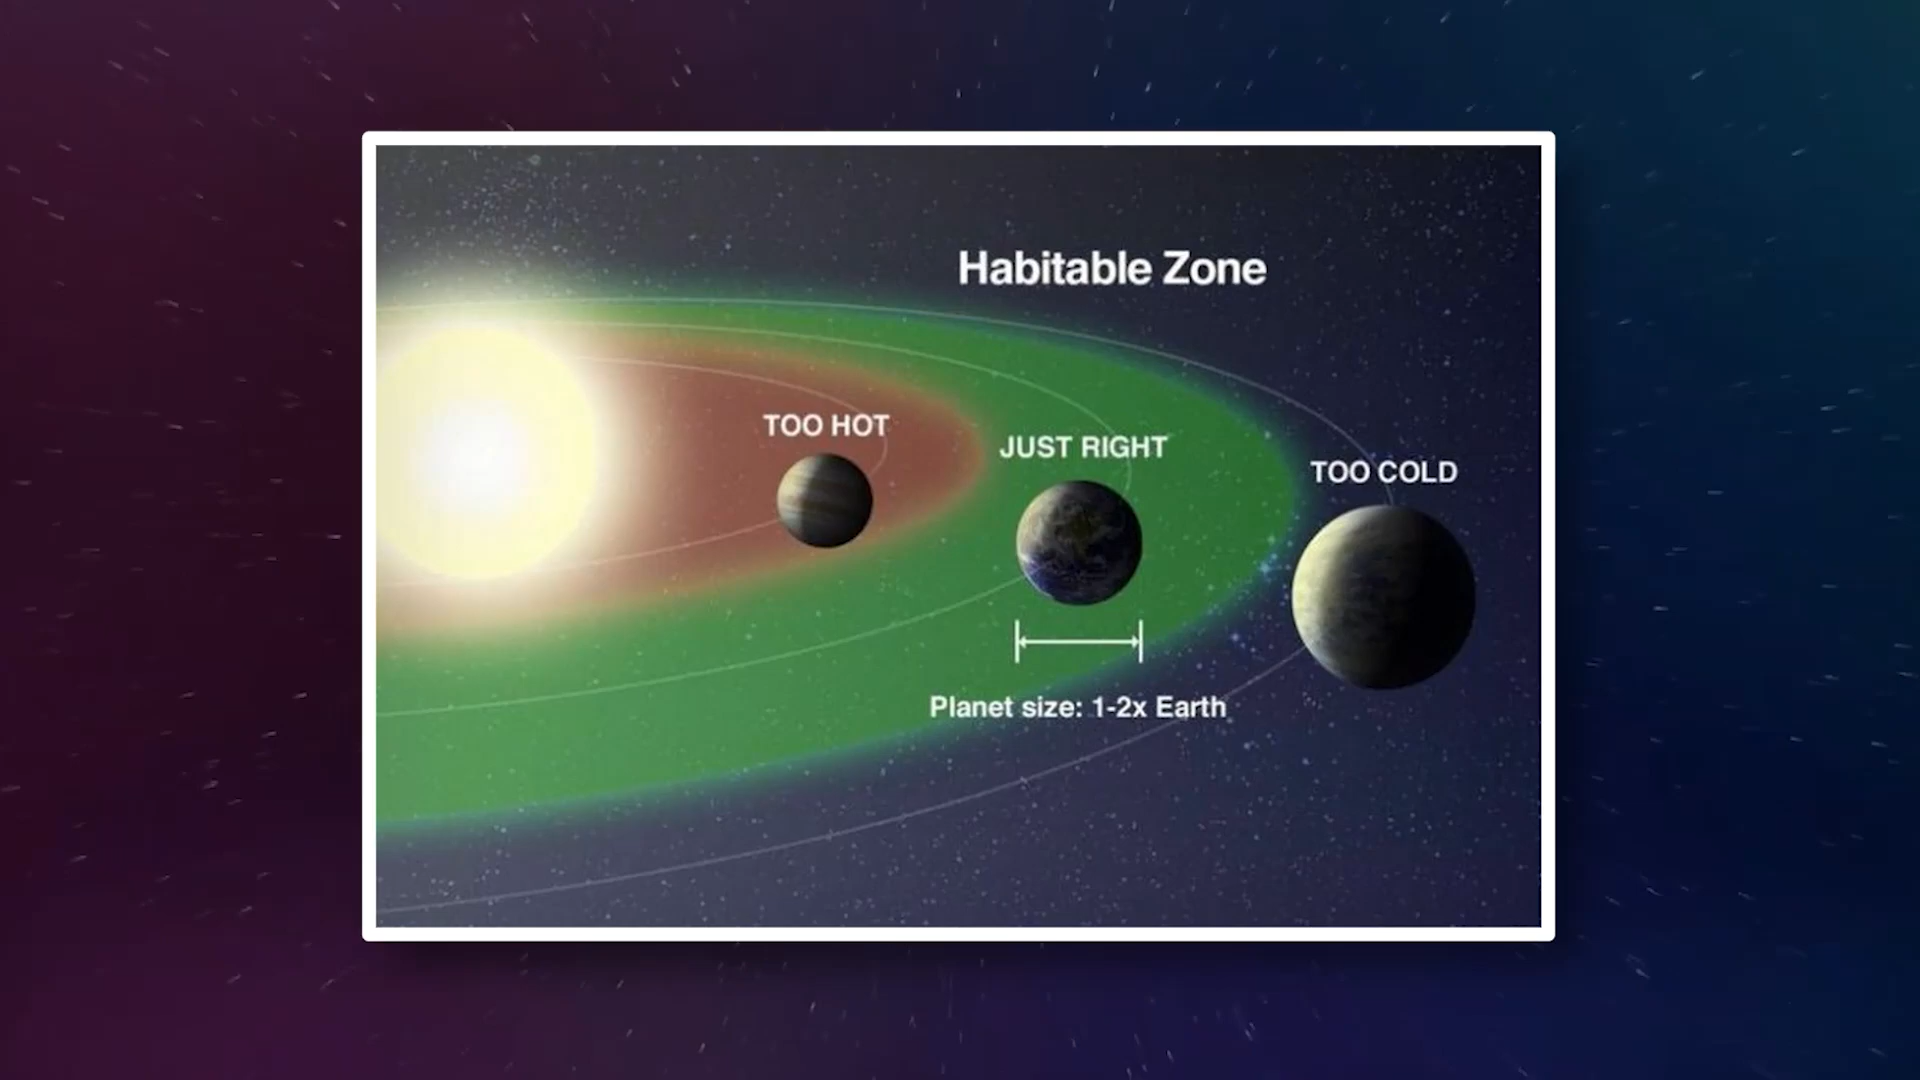 Habitable Zone
TOO HOT
JUST RIGHT
TOO COLD
Planet size: 1-2x Earth